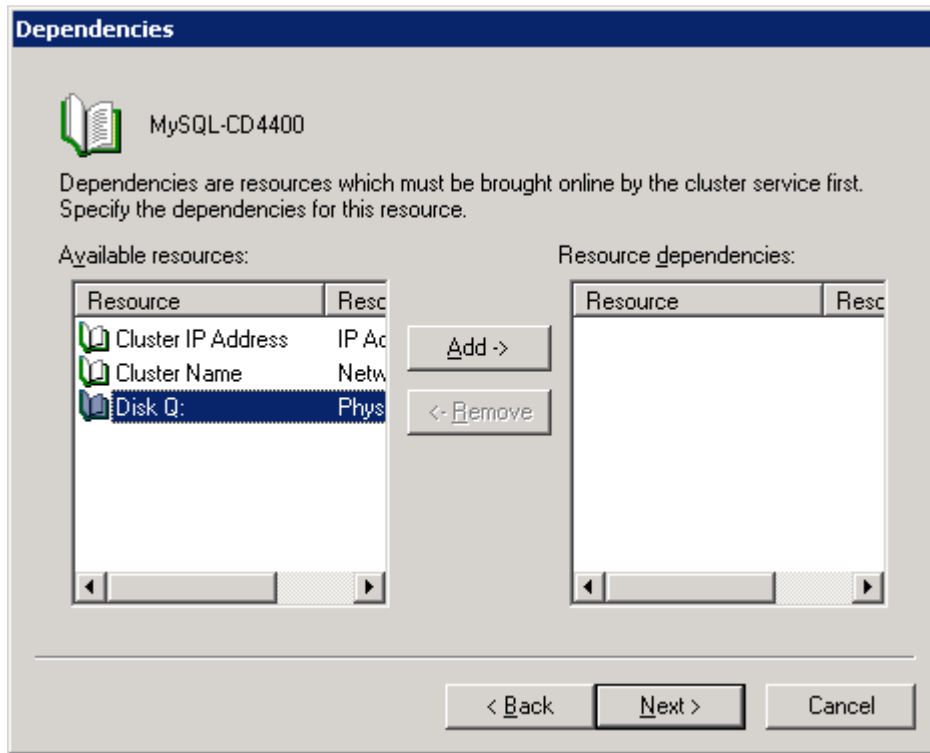 Dependencies
MySQL-CD4400
Dependencies are resources which must be brought online by the cluster service first.
Specify the dependencies for this resource.
Available resources:
Resource dependencies:
Resource Resc
Resource Resc
Cluster IP Address IP Ad
Cluster Name Netw
Disk Q: Phys
Add ->
<- Remove
< Back
Next >
Cancel